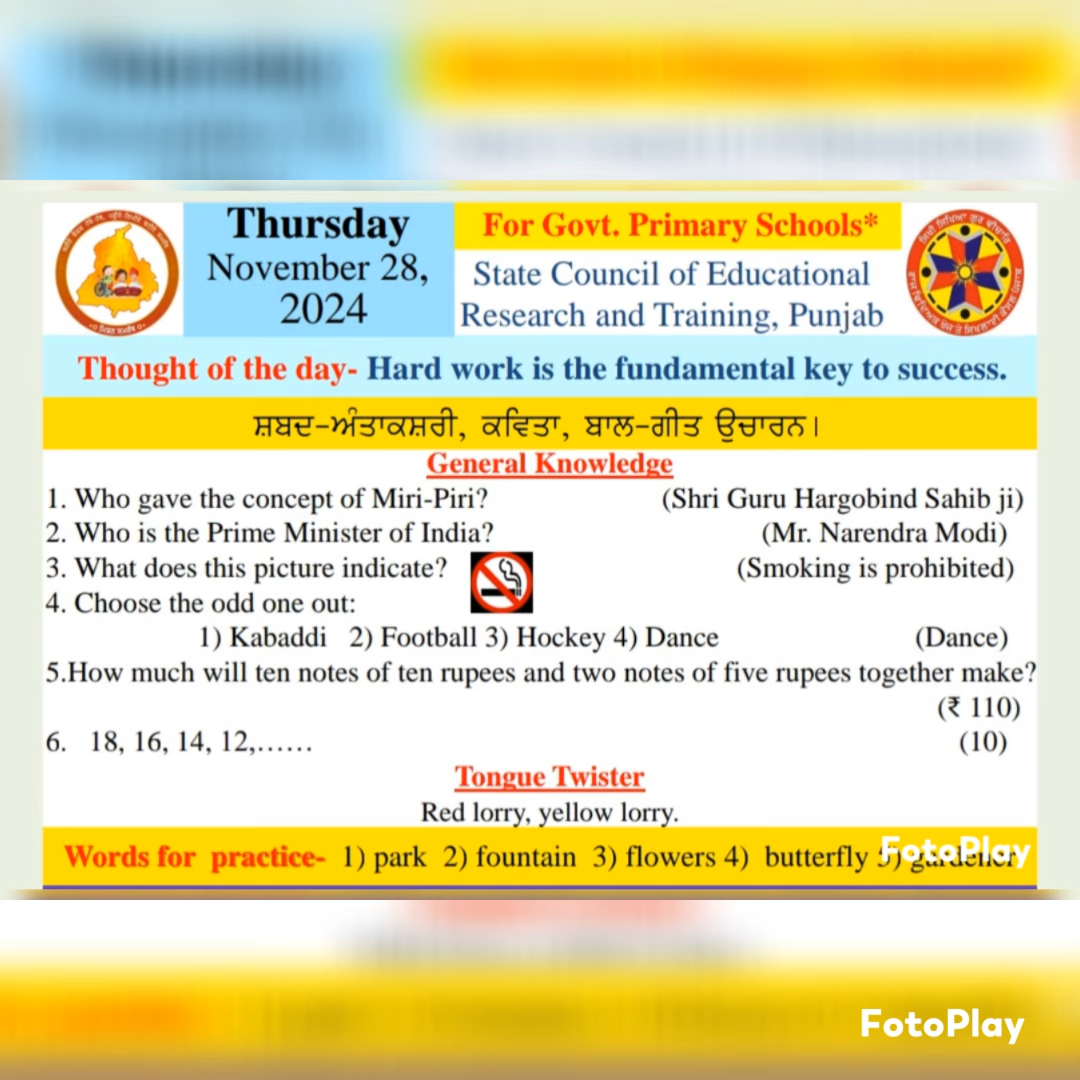 Thursday
November 28,
2024
For Govt. Primary Schools*
State Council of Educational
Research and Training, Punjab
Thought of the day- Hard work is the fundamental key to success.
ਸ਼ਬਦ-ਅੰਤਾਕਸ਼ਰੀ, ਕਵਿਤਾ, ਬਾਲ-ਗੀਤ ਉਚਾਰਨ।
General Knowledge
1. Who gave the concept of Miri-Piri? (Shri Guru Hargobind Sahib ji)
2. Who is the Prime Minister of India? (Mr. Narendra Modi)
3. What does this picture indicate? (Smoking is prohibited)
4. Choose the odd one out:
1) Kabaddi 2) Football 3) Hockey 4) Dance (Dance)
5.How much will ten notes of ten rupees and two notes of five rupees together make?
(₹ 110)
6. 18, 16, 14, 12,...... (10)
Tongue Twister
Red lorry, yellow lorry.
Words for practice- 1) park 2) fountain 3) flowers 4) butterfly 5) gardener
FotoPlay
FotoPlay